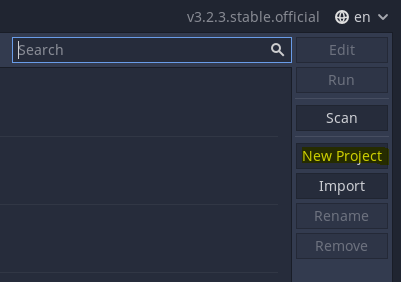 v3.2.3.stable.official en
Search
Edit
Run
Scan
New Project
Import
Rename
Remove